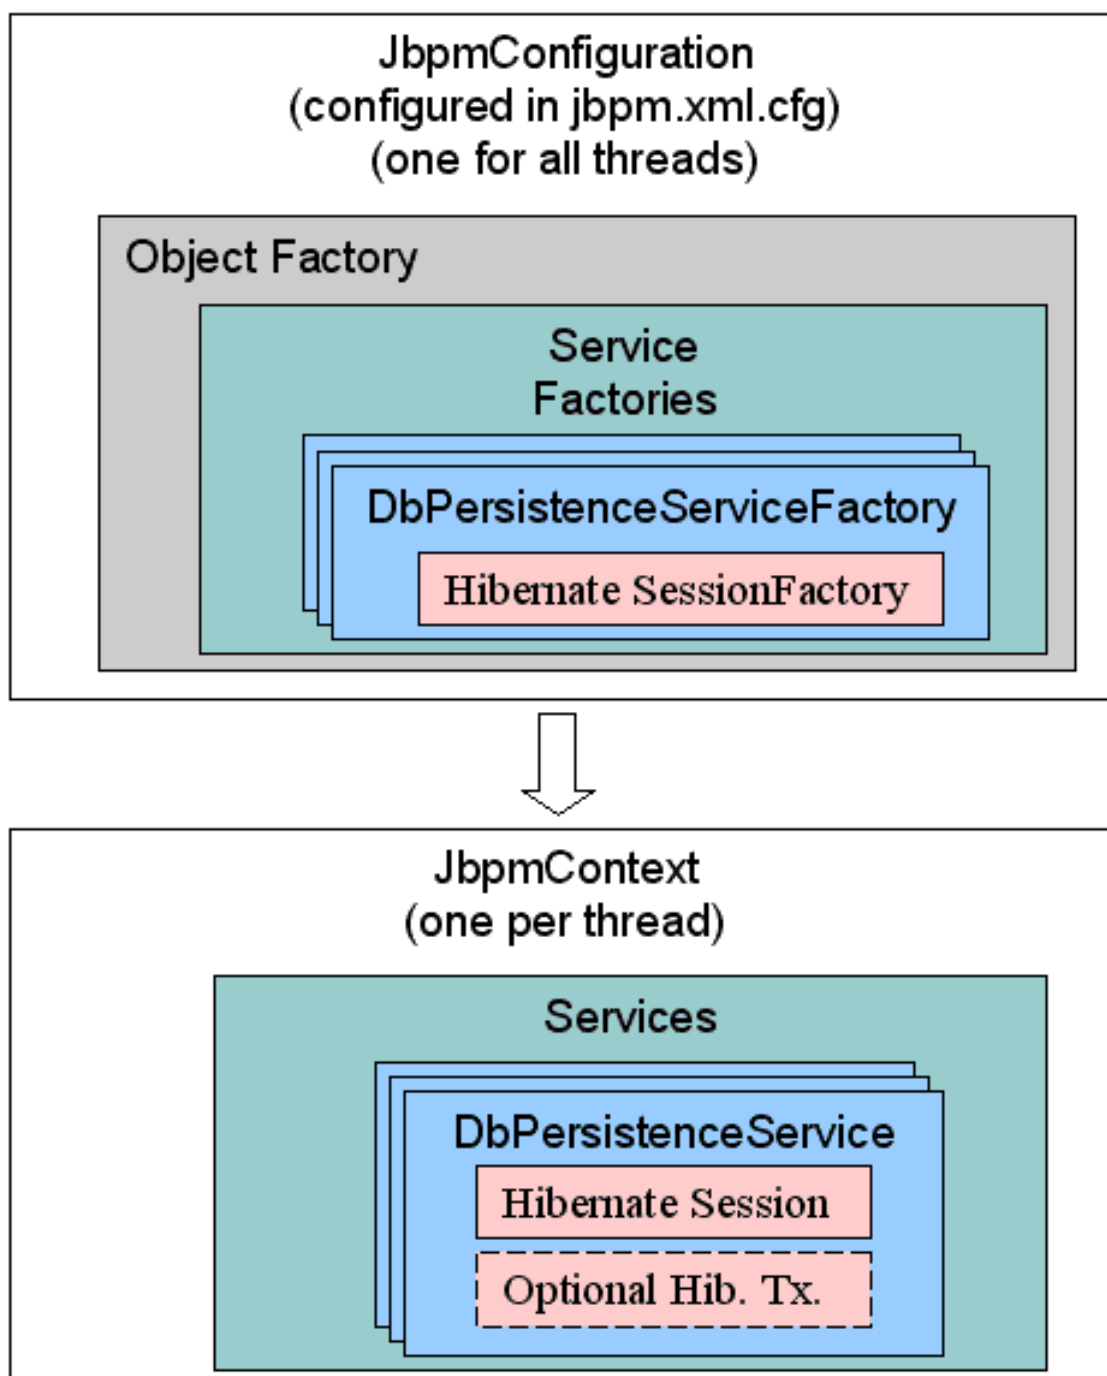 JbpmConfiguration
(configured in jbpm.xml.cfg)
(one for all threads)
Object Factory
Service
Factories
DbPersistenceServiceFactory
Hibernate SessionFactory
JbpmContext
(one per thread)
Services
DbPersistenceService
Hibernate Session
Optional Hib. Tx.